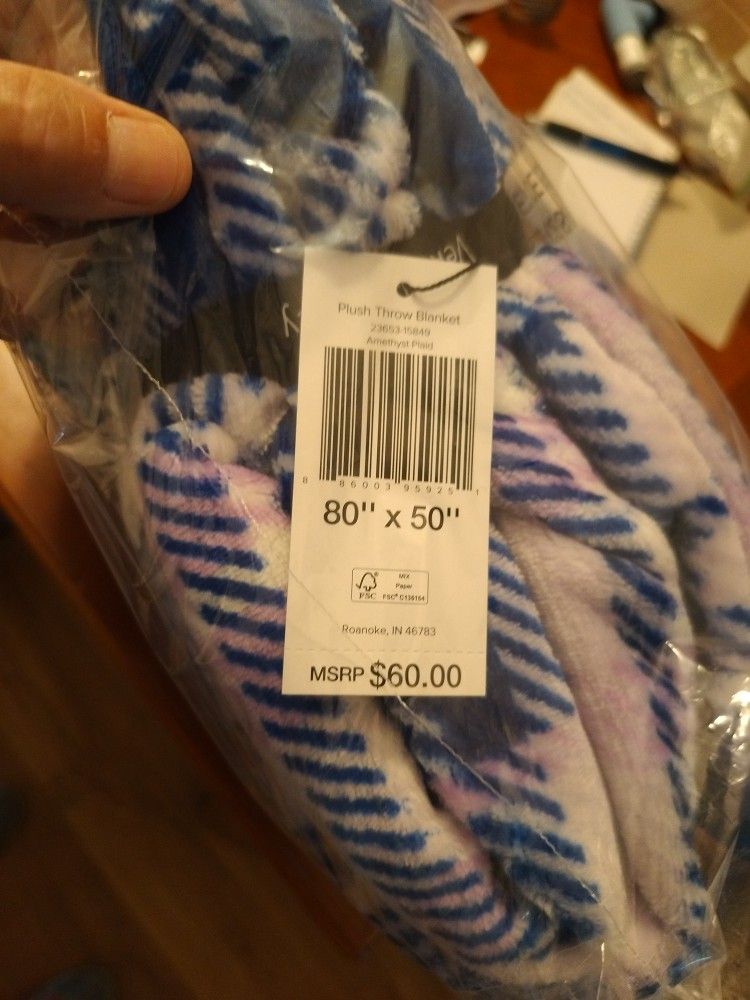 Plush Throw Blanket
23653-15849
Amethyst Plaid
8 86003 95925 1
80" x 50"
FSC®
MIX
Paper
FSC® C136164
Roanoke, IN 46783
MSRP $60.00